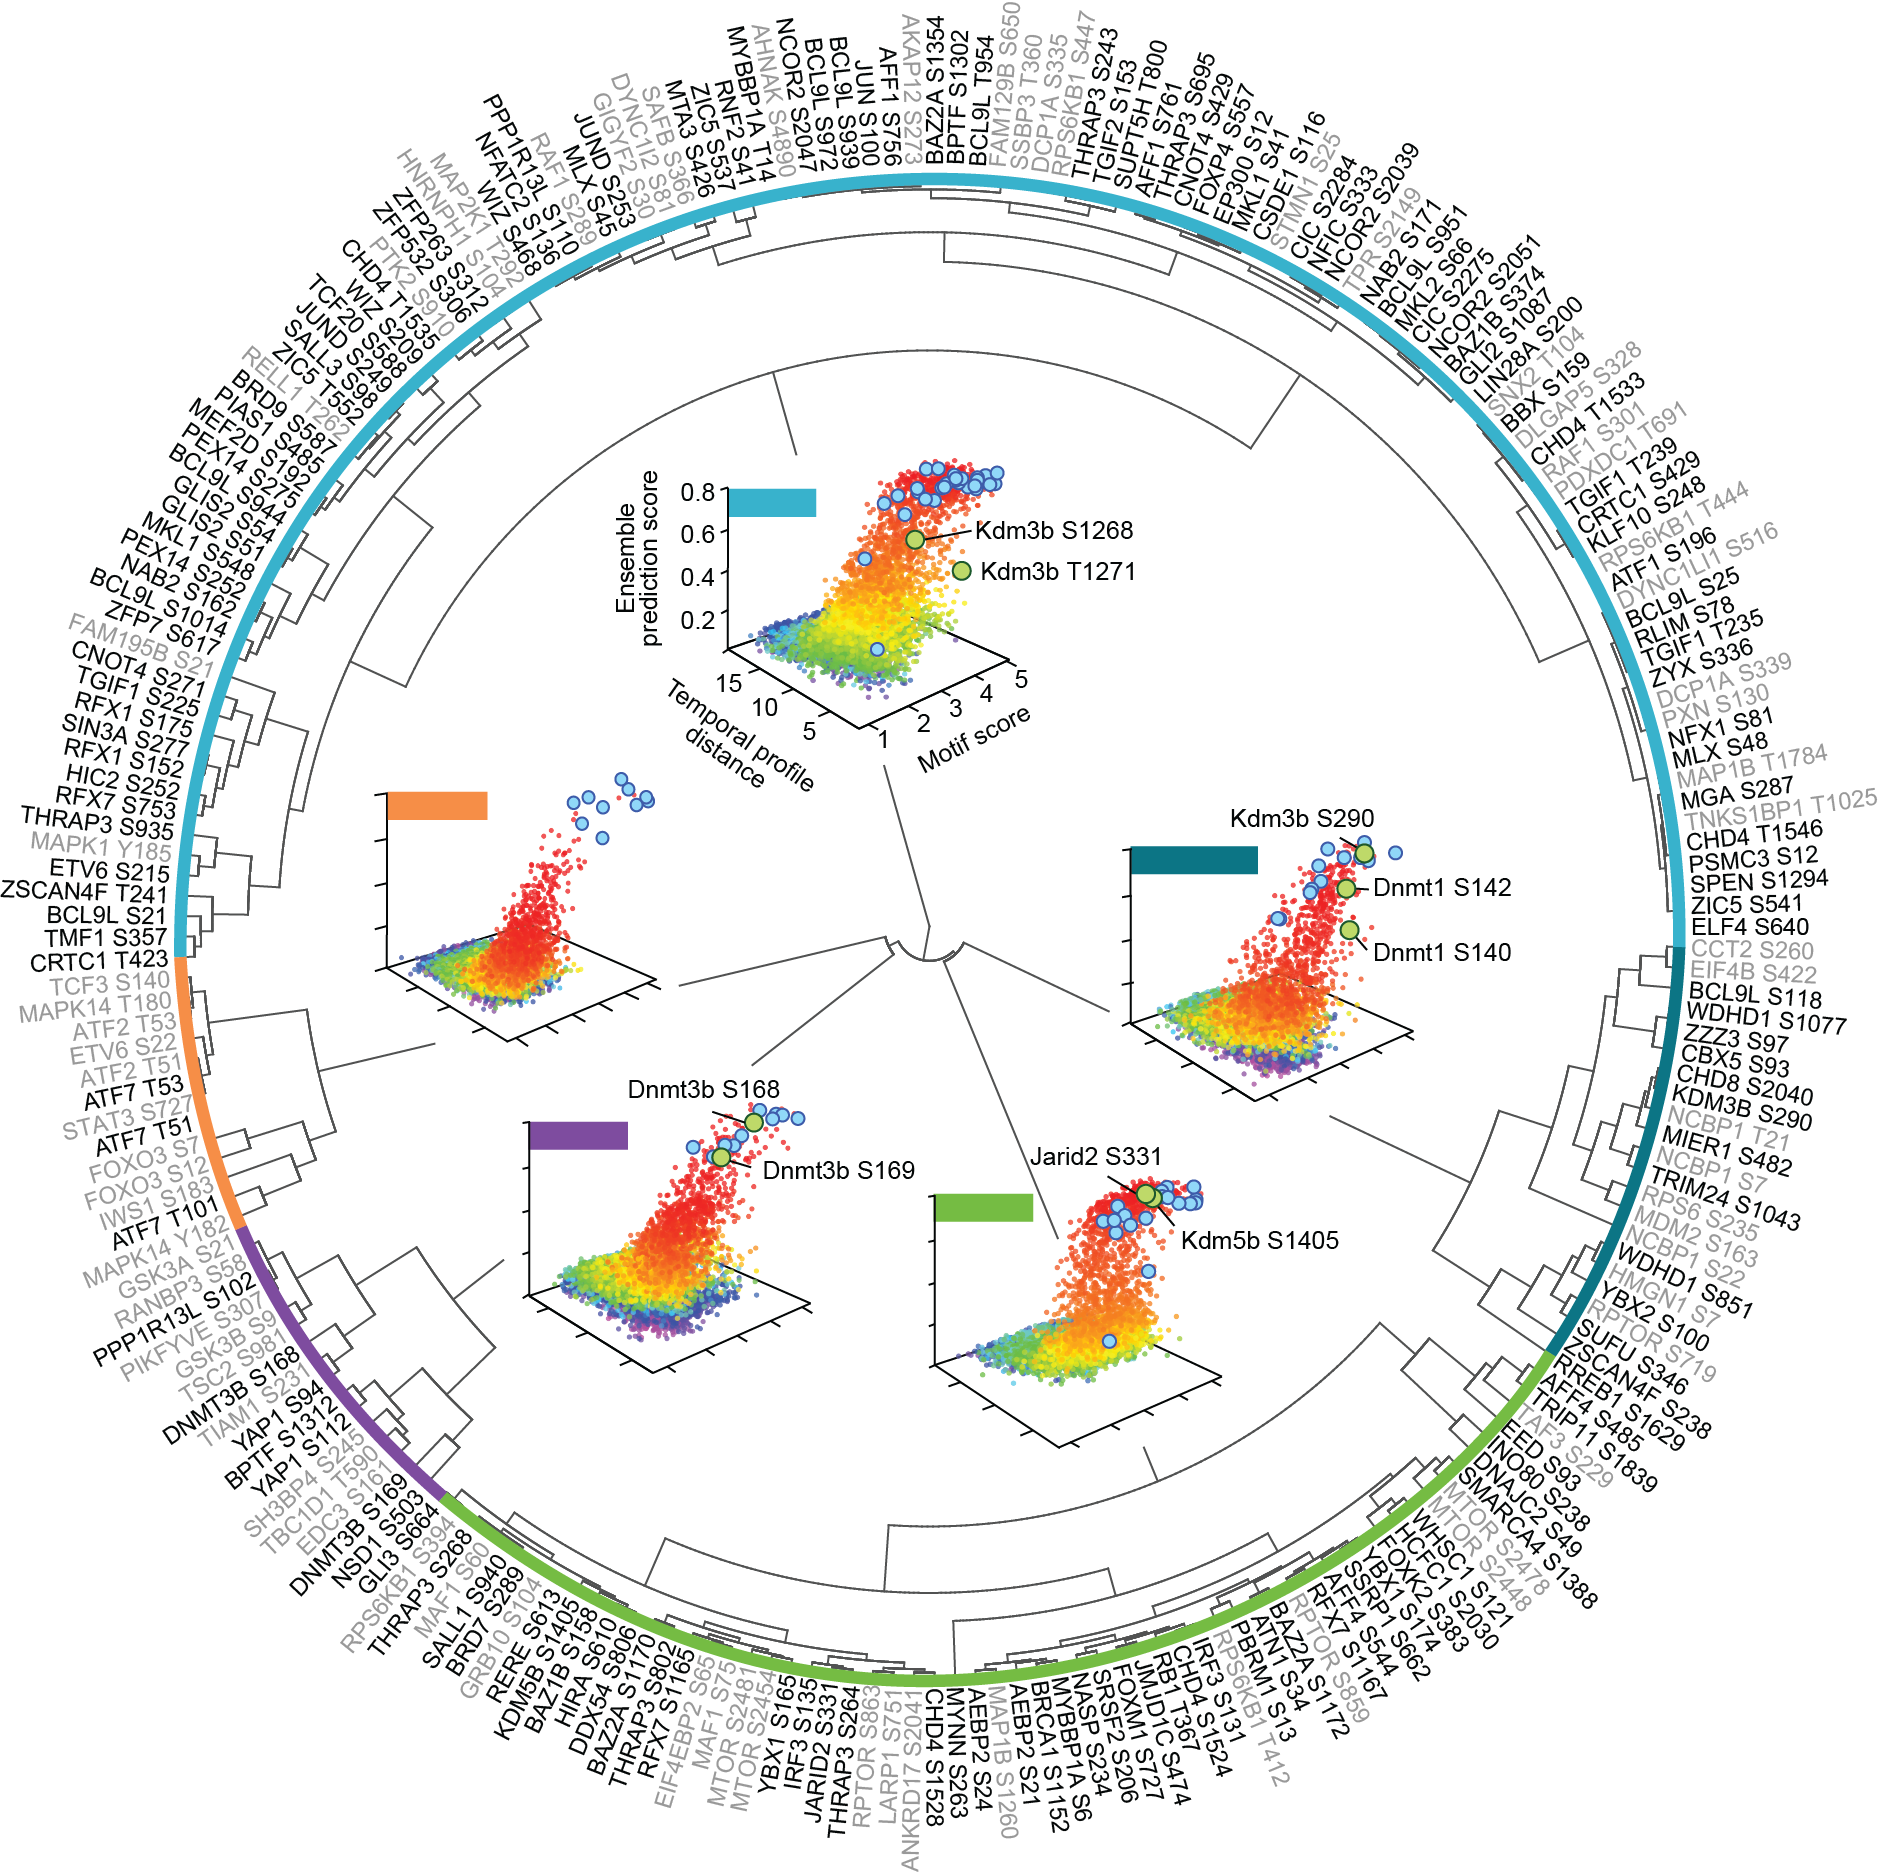 AKAP12 S273
BAZ2A S1354
BPTF S1302
BCL9L T954
FAM129B S650
SSBP3 T360
DCP1A S335
RPS6KB1 S447
THRAP3 S243
TGIF2 S153
SUPT5H T800
AFF1 S761
THRAP3 S695
CNOT4 S429
FOXP4 S557
EP300 S12
MKL1 S41
CSDE1 S116
STMN1 S25
CIC S2284
NFIC S333
NCOR2 S2039
TPR S2149
NAB2 S171
BCL9L S951
MKL2 S66
CIC S2275
NCOR2 S2051
BAZ1B S374
GLI2 S1087
LIN28A S200
SNX2 T104
BBX S159
DLGAP5 S328
CHD4 T1533
RAF1 S301
PDXDC1 T691
TGIF1 T239
CRTC1 S429
KLF10 S248
RPS6KB1 T444
ATF1 S196
DYNC1LI1 S516
BCL9L S25
RLIM S78
TGIF1 T235
ZYX S336
DCP1A S339
PXN S130
NFX1 S81
MLX S48
MAP1B T1784
MGA S287
TNKS1BP1 T1025
CHD4 T1546
PSMC3 S12
SPEN S1294
ZIC5 S541
ELF4 S640
CCT2 S260
EIF4B S422
BCL9L S118
WDHD1 S1077
ZZZ3 S97
CBX5 S93
CHD8 S2040
KDM3B S290
NCBP1 T21
MIER1 S482
NCBP1 S7
TRIM24 S1043
RPS6 S235
MDM2 S163
NCBP1 S22
WDHD1 S851
HMGN1 S7
YBX2 S100
RPTOR S719
SUFU S346
ZSCAN4F S238
RREB1 S1629
AFF4 S485
TRIP11 S1839
TAF3 S229
EED S93
INO80 S238
DNAJC2 S49
SMARCA4 S1388
MTOR S2478
MTOR S2448
WHSC1 S121
HCFC1 S2030
FOXK2 S383
YBX1 S174
SSRP1 S662
AFF4 S544
RFX7 S1167
RPTOR S859
BAZ2A S1172
ATN1 S34
PBRM1 S13
RPS6KB1 T412
IRF3 S131
CHD4 S1524
RB1 T367
JMJD1C S474
FOXM1 S727
SRSF2 S206
NASP S234
MYBBP1A S6
BRCA1 S1152
AEBP2 S21
MAP1B S1260
AEBP2 S24
MYNN S263
CHD4 S1528
ANKRD17 S2041
LARP1 S751
RPTOR S863
THRAP3 S264
JARID2 S331
IRF3 S135
YBX1 S165
MTOR S2454
MTOR S2481
MAF1 S75
EIF4EBP2 S65
RFX7 S1165
THRAP3 S802
BAZ2A S1170
DDX54 S806
HIRA S610
BAZ1B S158
KDM5B S1405
RERE S613
GRB10 S104
BRD7 S289
SALL1 S940
MAF1 S60
THRAP3 S268
RPS6KB1 S394
GLI3 S664
NSD1 S503
DNMT3B S169
EDC3 S161
TBC1D1 T590
SH3BP4 S245
YAP1 S112
BPTF S1312
YAP1 S94
TIAM1 S231
DNMT3B S168
TSC2 S981
GSK3B S9
PIKFYVE S307
PPP1R13L S102
RANBP3 S58
GSK3A S21
MAPK14 Y182
ATF7 T101
IWS1 S183
FOXO3 S12
FOXO3 S7
ATF7 T51
STAT3 S727
ATF7 T53
ATF2 T51
ETV6 S22
ATF2 T53
MAPK14 T180
TCF3 S140
CRTC1 T423
TMF1 S357
BCL9L S21
ZSCAN4F T241
ETV6 S215
MAPK1 Y185
THRAP3 S935
RFX7 S753
HIC2 S252
RFX1 S152
SIN3A S277
RFX1 S175
TGIF1 S225
CNOT4 S271
FAM195B S21
ZFP7 S617
BCL9L S1014
NAB2 S162
PEX14 S252
MKL1 S548
GLIS2 S51
GLIS2 S54
BCL9L S944
PEX14 S275
MEF2D S192
PIAS1 S485
BRD9 S587
RELL1 T262
ZIC5 T552
SALL3 S98
JUND S249
TCF20 S588
WIZ S209
CHD4 T1535
PTK2 S910
ZFP532 S306
ZFP263 S312
HNRNPH1 S104
MAP2K1 T292
WIZ S468
NFATC2 S136
PPP1R13L S110
RAF1 S289
MLX S45
JUND S253
GIGYF2 S30
DYNC1I2 S81
SAFB S366
MTA3 S426
ZIC5 S537
RNF2 S41
MYBBP1A T14
AHNAK S4890
NCOR2 S2047
BCL9L S972
BCL9L S939
JUN S100
AFF1 S756
Ensemble
prediction score
0.8
0.6
0.4
0.2
15
10
5
Temporal profile
distance
1
2
3
4
5
Motif score
Kdm3b S1268
Kdm3b T1271
Kdm3b S290
Dnmt1 S142
Dnmt1 S140
Dnmt3b S168
Dnmt3b S169
Jarid2 S331
Kdm5b S1405